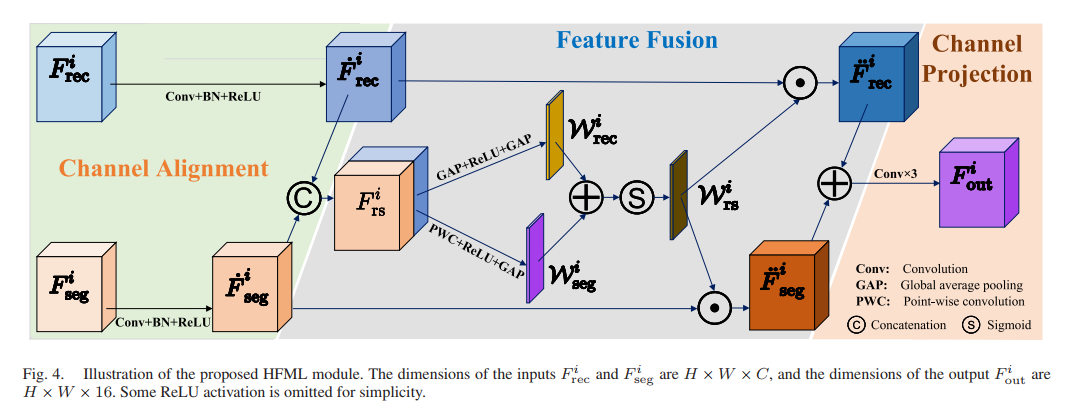 Feature Fusion
Channel
Projection
Channel Alignment
$F^i_{\text{rec}}$
Conv+BN+ReLU
$\dot{F}^i_{\text{rec}}$
$\ddot{F}^i_{\text{rec}}$
GAP+ReLU+GAP
$\mathcal{W}^i_{\text{rec}}$
C
$F^i_{\text{rs}}$
S
$\mathcal{W}^i_{\text{rs}}$
Conv×3
$F^i_{\text{out}}$
PWC+ReLU+GAP
$\mathcal{W}^i_{\text{seg}}$
$F^i_{\text{seg}}$
Conv+BN+ReLU
$\dot{F}^i_{\text{seg}}$
$\ddot{F}^i_{\text{seg}}$
Conv: Convolution
GAP: Global average pooling
PWC: Point-wise convolution
C Concatenation S Sigmoid
Fig. 4. Illustration of the proposed HFML module. The dimensions of the inputs $F^i_{\text{rec}}$ and $F^i_{\text{seg}}$ are $H \times W \times C$, and the dimensions of the output $F^i_{\text{out}}$ are
$H \times W \times 16$. Some ReLU activation is omitted for simplicity.